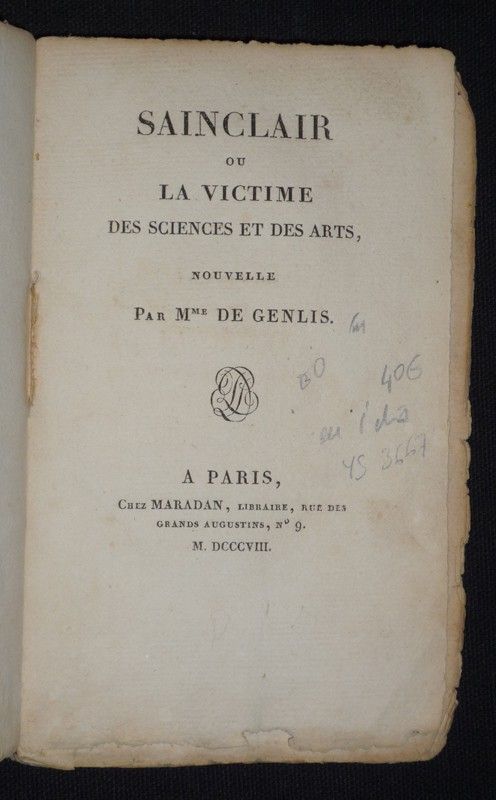 SAINCLAIR
OU
LA VICTIME
DES SCIENCES ET DES ARTS,
NOUVELLE
PAR MME DE GENLIS.
A PARIS,
CHEZ MARADAN, LIBRAIRE, RUE DES
GRANDS AUGUSTINS, No 9.
M. DCCCVIII.
40€